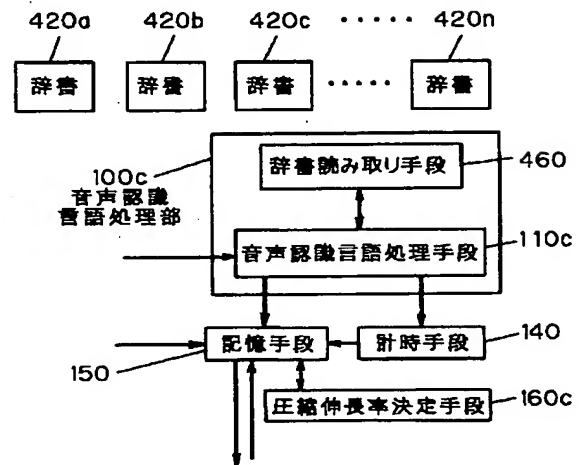 420a 420b 420c ..... 420n
辞書 辞書 辞書 ..... 辞書
辞書読み取り手段 460
100c
音声認識
言語処理部
音声認識言語処理手段 110c
記憶手段 計時手段 140
150
圧縮伸長率決定手段 160c